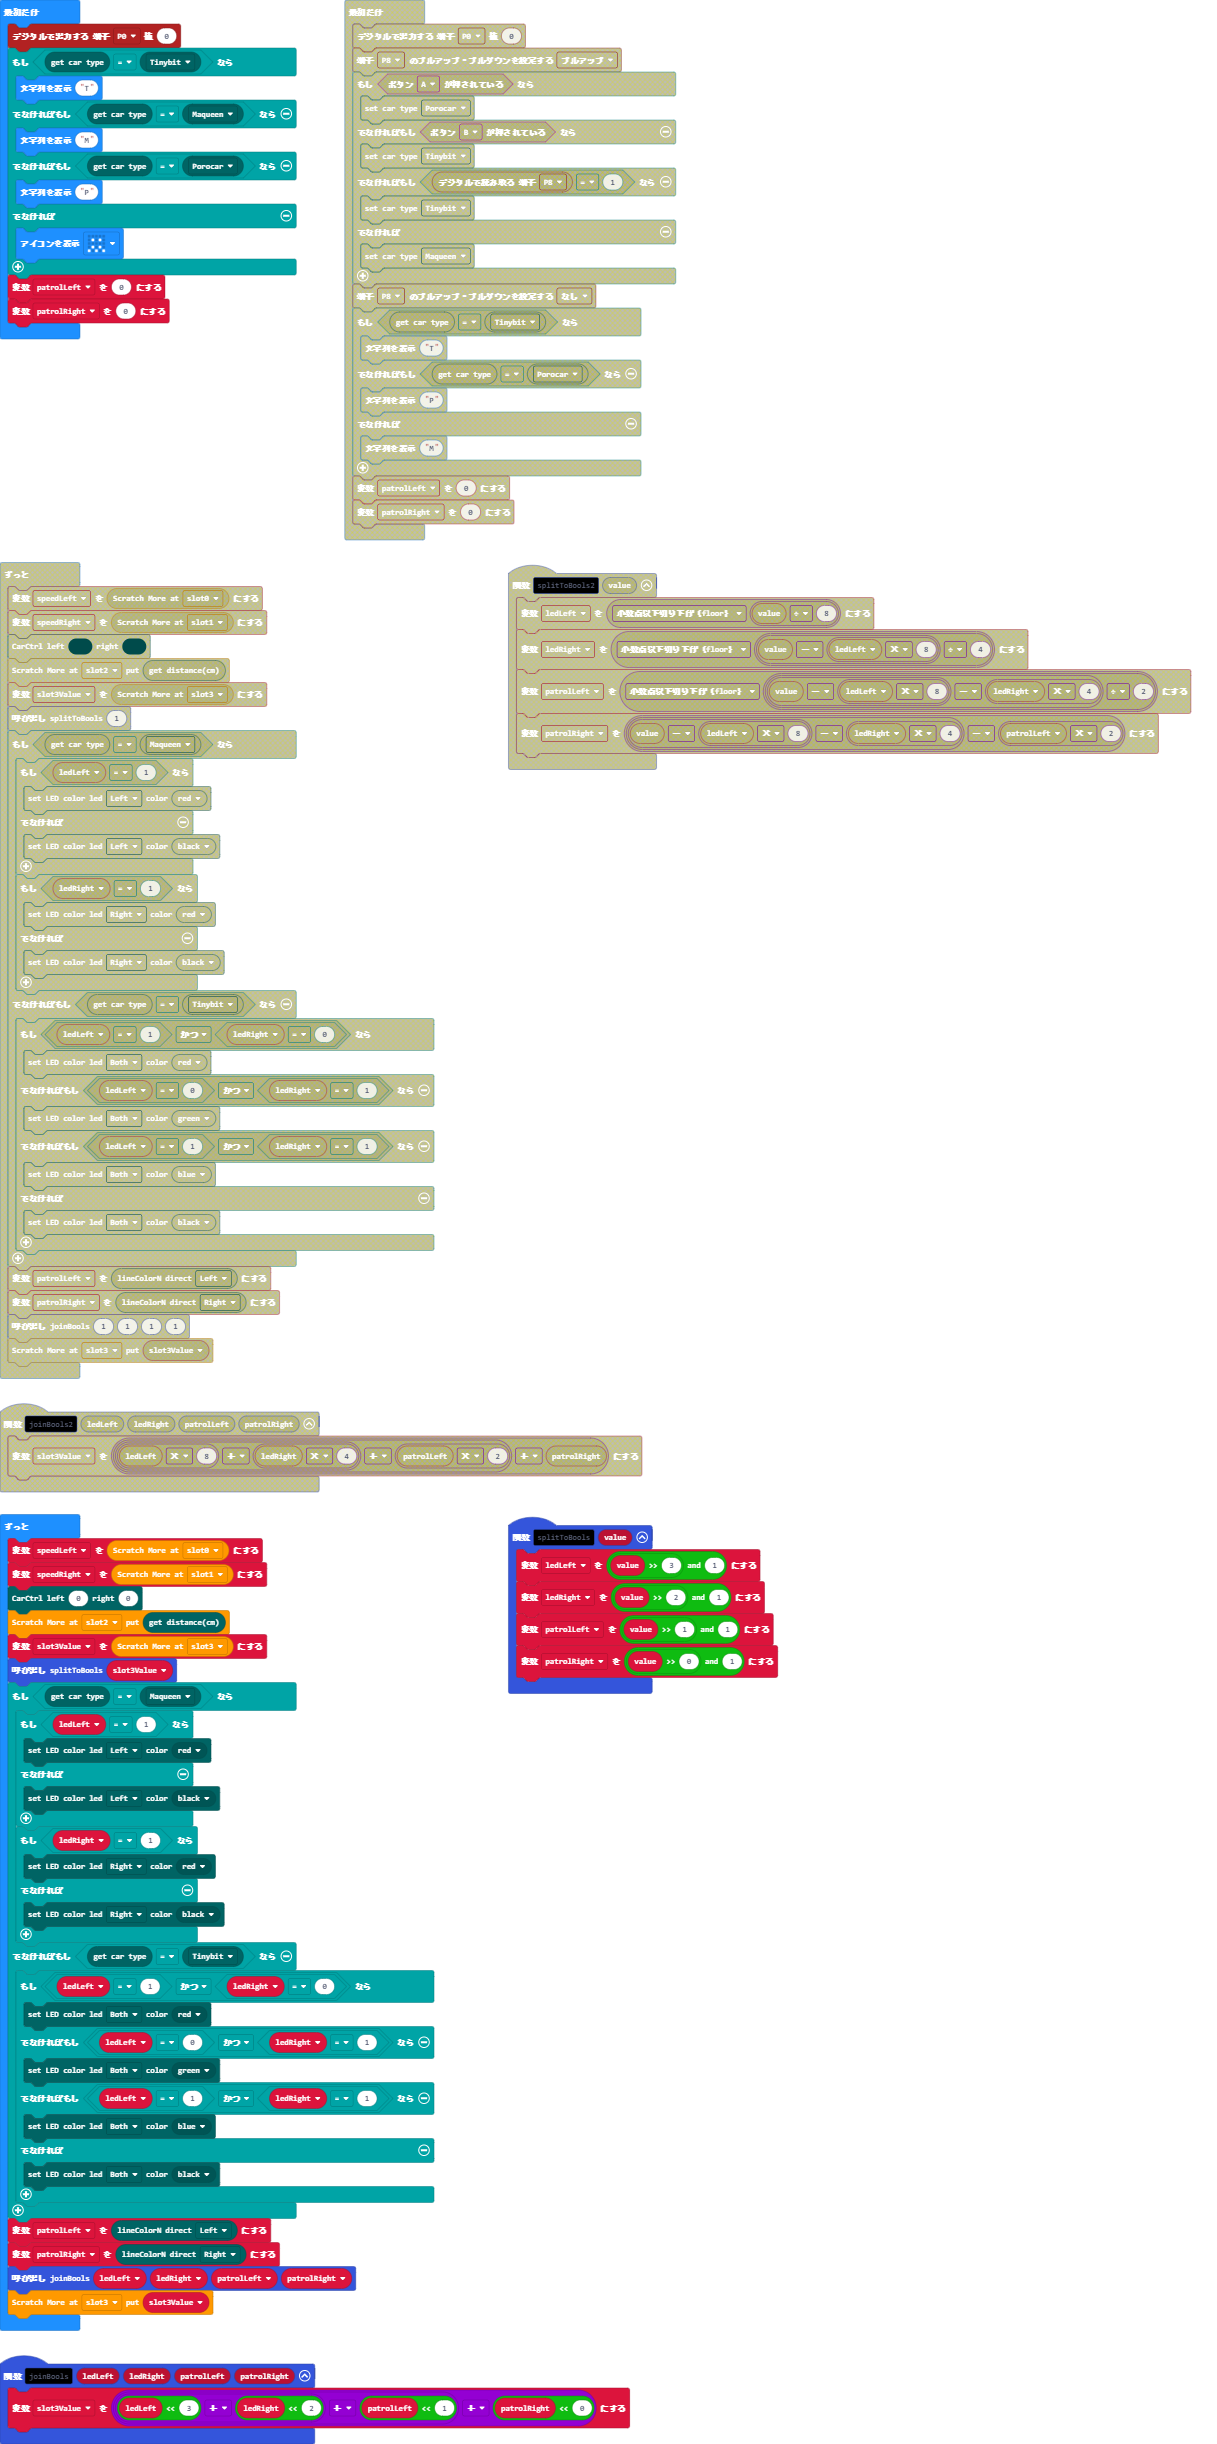 最初だけ
デジタルで出力する 端子 P0 値 0
もし get car type = Tinybit なら
文字列を表示 "T"
でなければもし get car type = Maqueen なら
文字列を表示 "M"
でなければもし get car type = Porocar なら
文字列を表示 "P"
でなければ
アイコンを表示
変数 patrolLeft を 0 にする
変数 patrolRight を 0 にする
最初だけ
デジタルで出力する 端子 P0 値 0
端子 P8 のプルアップ・プルダウンを設定する プルアップ
もし ボタン A が押されている なら
set car type Porocar
でなければもし ボタン B が押されている なら
set car type Tinybit
でなければもし デジタルで読み取る 端子 P8 = 1 なら
set car type Tinybit
でなければ
set car type Maqueen
端子 P8 のプルアップ・プルダウンを設定する なし
もし get car type = Tinybit なら
文字列を表示 "T"
でなければもし get car type = Porocar なら
文字列を表示 "P"
でなければ
文字列を表示 "M"
変数 patrolLeft を 0 にする
変数 patrolRight を 0 にする
ずっと
変数 speedLeft を Scratch More at slot0 にする
変数 speedRight を Scratch More at slot1 にする
CarCtrl left right
Scratch More at slot2 put get distance(cm)
変数 slot3Value を Scratch More at slot3 にする
呼び出し splitToBools 1
もし get car type = Maqueen なら
もし ledLeft = 1 なら
set LED color led Left color red
でなければ
set LED color led Left color black
もし ledRight = 1 なら
set LED color led Right color red
でなければ
set LED color led Right color black
でなければもし get car type = Tinybit なら
もし ledLeft = 1 かつ ledRight = 0 なら
set LED color led Both color red
でなければもし ledLeft = 0 かつ ledRight = 1 なら
set LED color led Both color green
でなければもし ledLeft = 1 かつ ledRight = 1 なら
set LED color led Both color blue
でなければ
set LED color led Both color black
変数 patrolLeft を lineColorN direct Left にする
変数 patrolRight を lineColorN direct Right にする
呼び出し joinBools 1 1 1 1
Scratch More at slot3 put slot3Value
関数 splitToBools2 value
変数 ledLeft を 小数点以下切り下げ (floor) value ÷ 8 にする
変数 ledRight を 小数点以下切り下げ (floor) value － ledLeft × 8 ÷ 4 にする
変数 patrolLeft を 小数点以下切り下げ (floor) value － ledLeft × 8 － ledRight × 4 ÷ 2 にする
変数 patrolRight を value － ledLeft × 8 － ledRight × 4 － patrolLeft × 2 にする
関数 joinBools2 ledLeft ledRight patrolLeft patrolRight
変数 slot3Value を ledLeft × 8 + ledRight × 4 + patrolLeft × 2 + patrolRight にする
ずっと
変数 speedLeft を Scratch More at slot0 にする
変数 speedRight を Scratch More at slot1 にする
CarCtrl left 0 right 0
Scratch More at slot2 put get distance(cm)
変数 slot3Value を Scratch More at slot3 にする
呼び出し splitToBools slot3Value
もし get car type = Maqueen なら
もし ledLeft = 1 なら
set LED color led Left color red
でなければ
set LED color led Left color black
もし ledRight = 1 なら
set LED color led Right color red
でなければ
set LED color led Right color black
でなければもし get car type = Tinybit なら
もし ledLeft = 1 かつ ledRight = 0 なら
set LED color led Both color red
でなければもし ledLeft = 0 かつ ledRight = 1 なら
set LED color led Both color green
でなければもし ledLeft = 1 かつ ledRight = 1 なら
set LED color led Both color blue
でなければ
set LED color led Both color black
変数 patrolLeft を lineColorN direct Left にする
変数 patrolRight を lineColorN direct Right にする
呼び出し joinBools ledLeft ledRight patrolLeft patrolRight
Scratch More at slot3 put slot3Value
関数 splitToBools value
変数 ledLeft を value >> 3 and 1 にする
変数 ledRight を value >> 2 and 1 にする
変数 patrolLeft を value >> 1 and 1 にする
変数 patrolRight を value >> 0 and 1 にする
関数 joinBools ledLeft ledRight patrolLeft patrolRight
変数 slot3Value を ledLeft << 3 + ledRight << 2 + patrolLeft << 1 + patrolRight << 0 にする